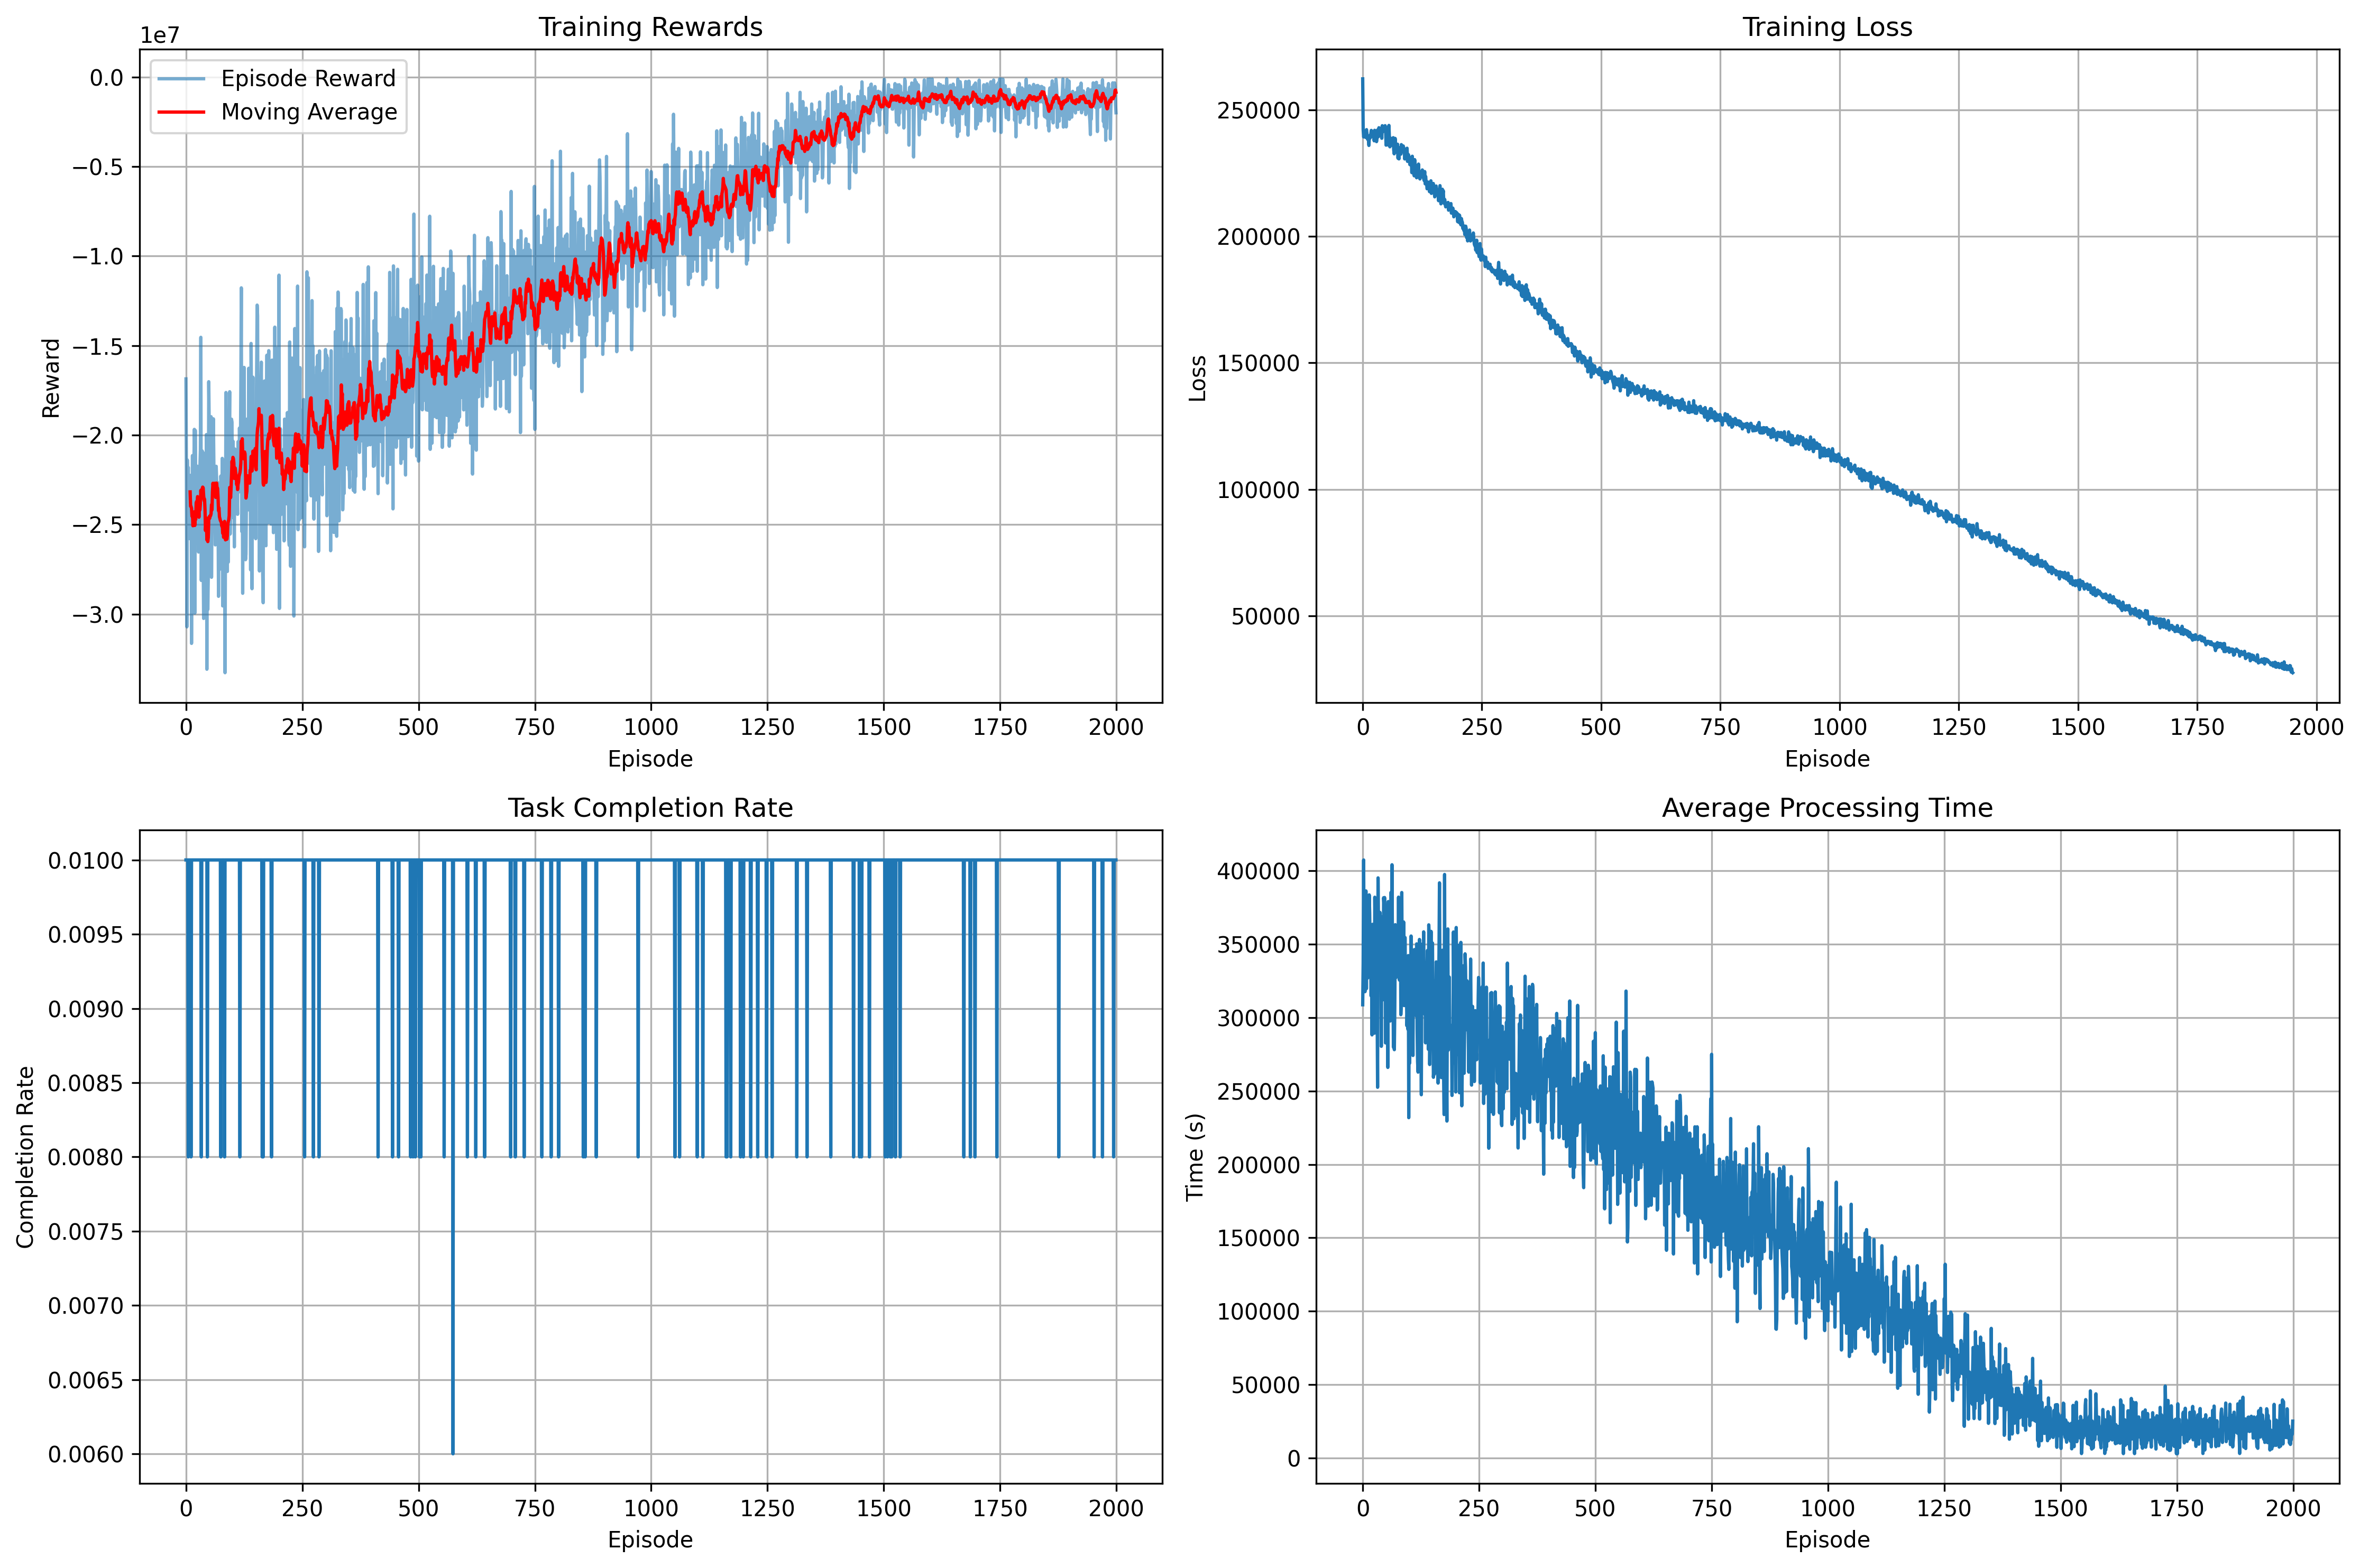 Training Rewards
1e7
Episode Reward
Moving Average
0.0
−0.5
−1.0
−1.5
−2.0
−2.5
−3.0
Reward
0 250 500 750 1000 1250 1500 1750 2000
Episode
Training Loss
250000
200000
150000
100000
50000
Loss
0 250 500 750 1000 1250 1500 1750 2000
Episode
Task Completion Rate
0.0100
0.0095
0.0090
0.0085
0.0080
0.0075
0.0070
0.0065
0.0060
Completion Rate
0 250 500 750 1000 1250 1500 1750 2000
Episode
Average Processing Time
400000
350000
300000
250000
200000
150000
100000
50000
0
Time (s)
0 250 500 750 1000 1250 1500 1750 2000
Episode